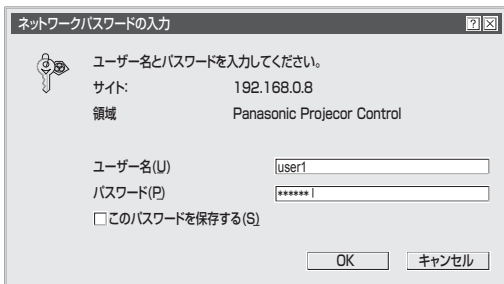 ネットワークパスワードの入力
ユーザー名とパスワードを入力してください。
サイト: 192.168.0.8
領域 Panasonic Projecor Control
ユーザー名(U) user1
パスワード(P) ******
このパスワードを保存する(S)
OK キャンセル